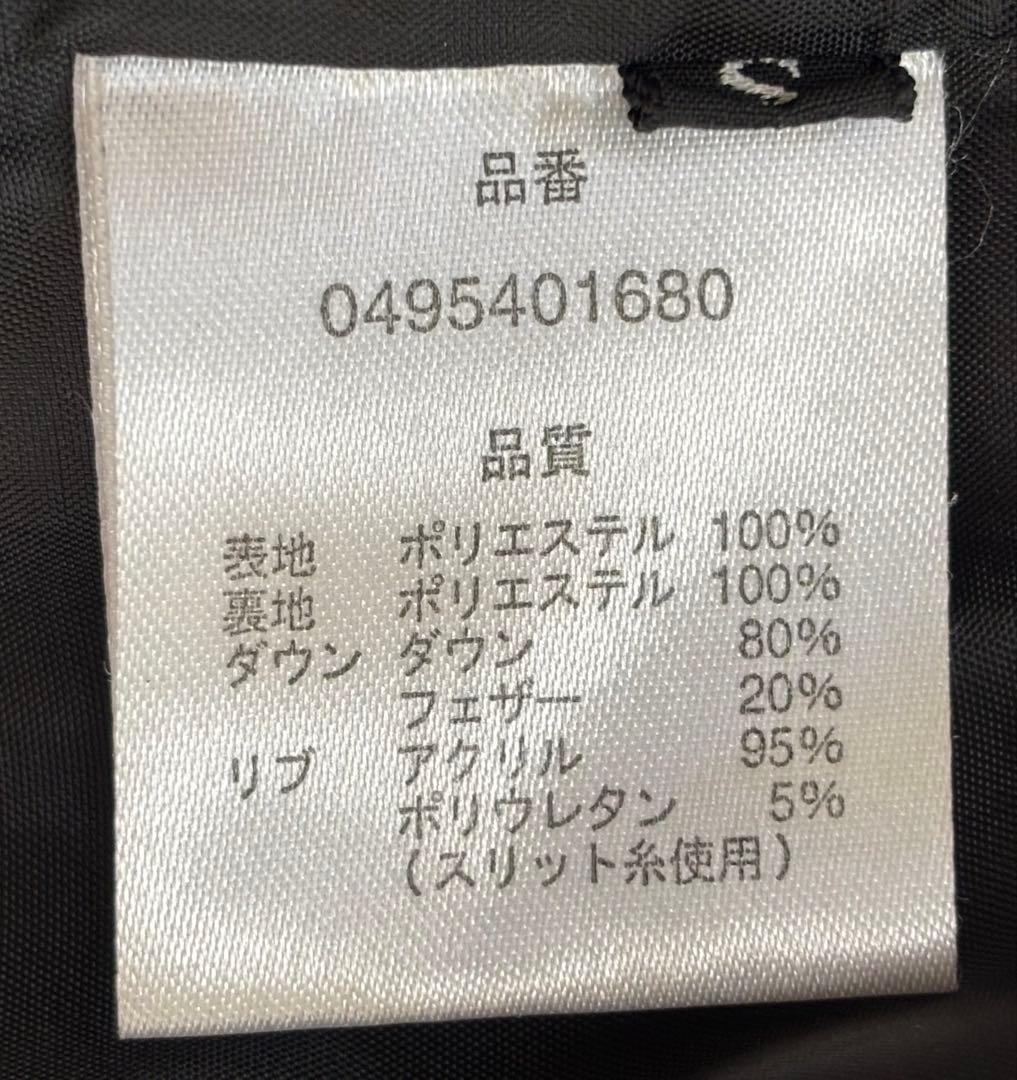 品番
0495401680
品質
表地 ポリエステル 100%
裏地 ポリエステル 100%
ダウン ダウン 80%
フェザー 20%
リブ アクリル 95%
ポリウレタン 5%
(スリット糸使用)